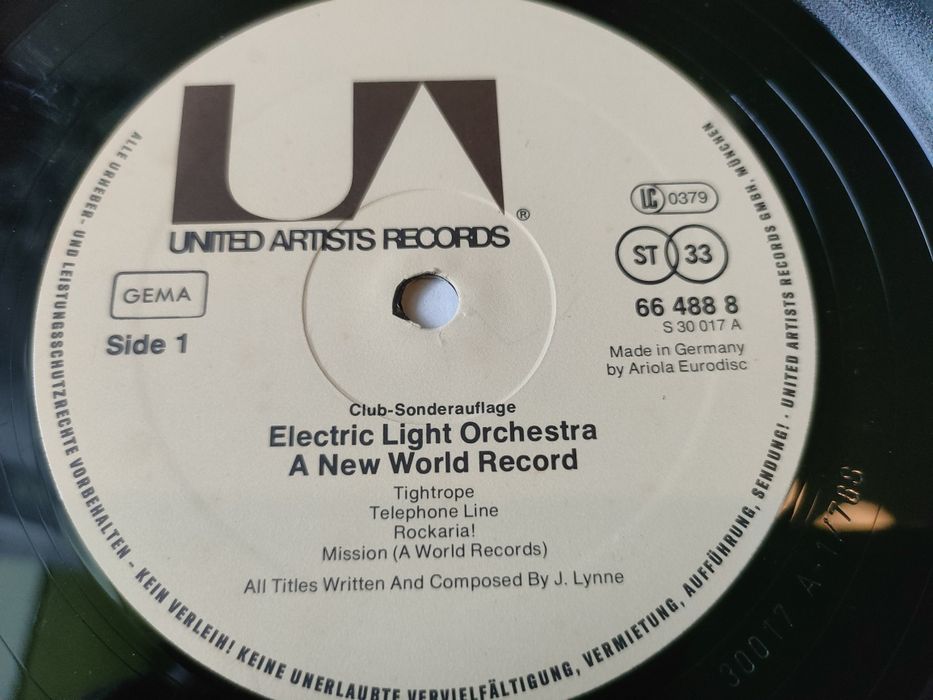 UA
®
UNITED ARTISTS RECORDS
LC 0379
GEMA
ST 33
Side 1
66 488 8
S 30 017 A
Made in Germany
by Ariola Eurodisc
Club-Sonderauflage
Electric Light Orchestra
A New World Record
Tightrope
Telephone Line
Rockaria!
Mission (A World Records)
All Titles Written And Composed By J. Lynne
ALLE URHEBER- UND LEISTUNGSSCHUTZRECHTE VORBEHALTEN - KEIN VERLEIH! KEINE UNERLAUBTE VERVIELFÄLTIGUNG, VERMIETUNG, AUFFÜHRUNG, SENDUNG! · UNITED ARTISTS RECORDS GMBH, MÜNCHEN
30017 A